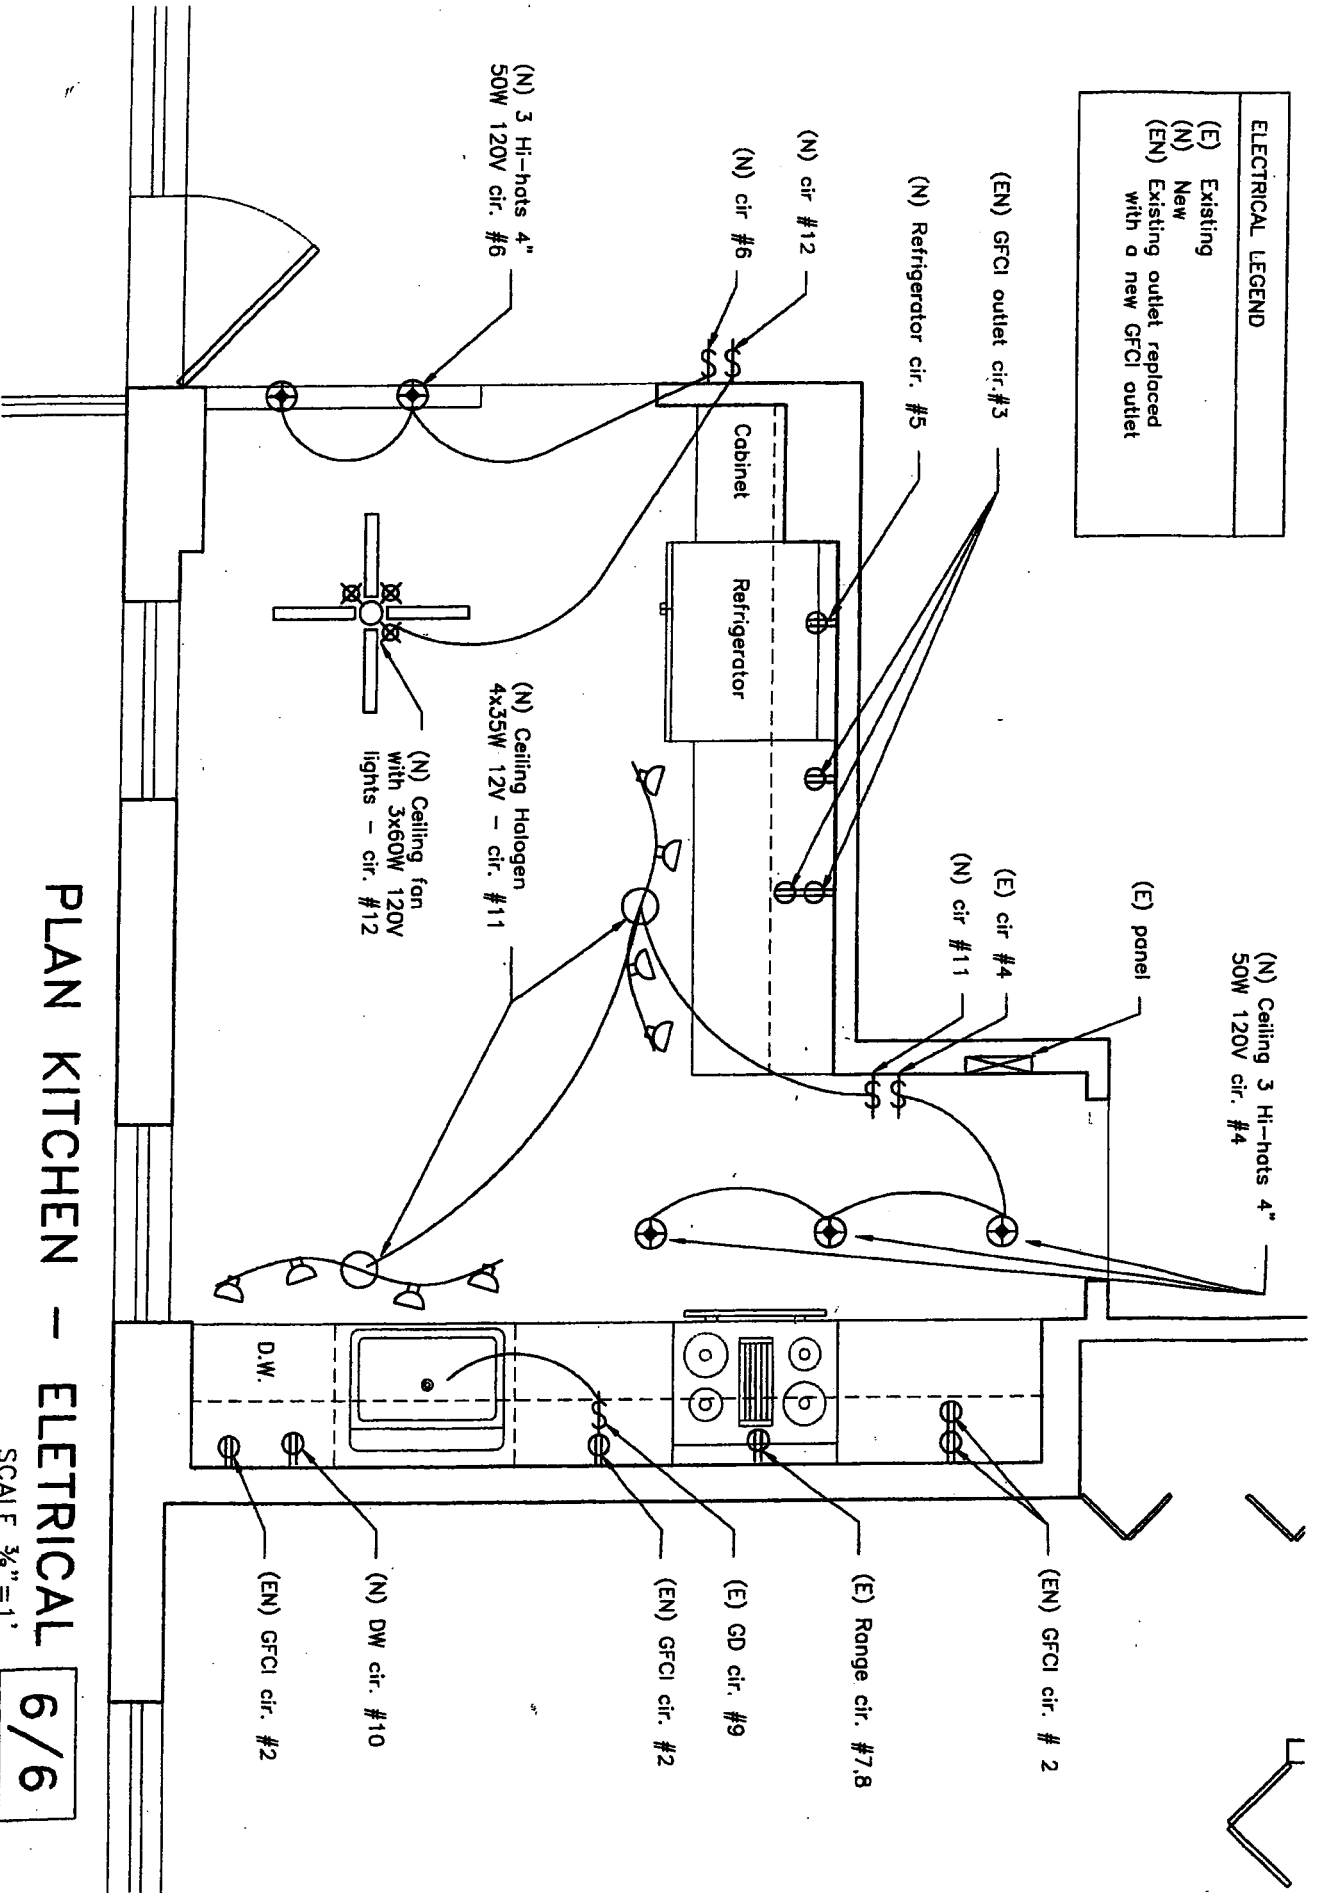 ELECTRICAL LEGEND
(E) Existing
(N) New
(EN) Existing outlet replaced
with a new GFCI outlet
(N) Ceiling 3 Hi-hats 4"
50W 120V cir. #4
(E) panel
(E) cir #4
(N) cir #11
(EN) GFCI outlet cir.#3
(N) Refrigerator cir. #5
(N) cir #12
(N) cir #6
(N) 3 Hi-hats 4"
50W 120V cir. #6
Cabinet
Refrigerator
(N) Ceiling Halogen
4x35W 12V - cir. #11
(N) Ceiling fan
with 3x60W 120V
lights - cir. #12
D.W.
(EN) GFCI cir. # 2
(E) Range cir. #7,8
(E) GD cir. #9
(EN) GFCI cir. #2
(N) DW cir. #10
(EN) GFCI cir. #2
PLAN KITCHEN - ELETRICAL
SCALE 3/8"=1'
6/6